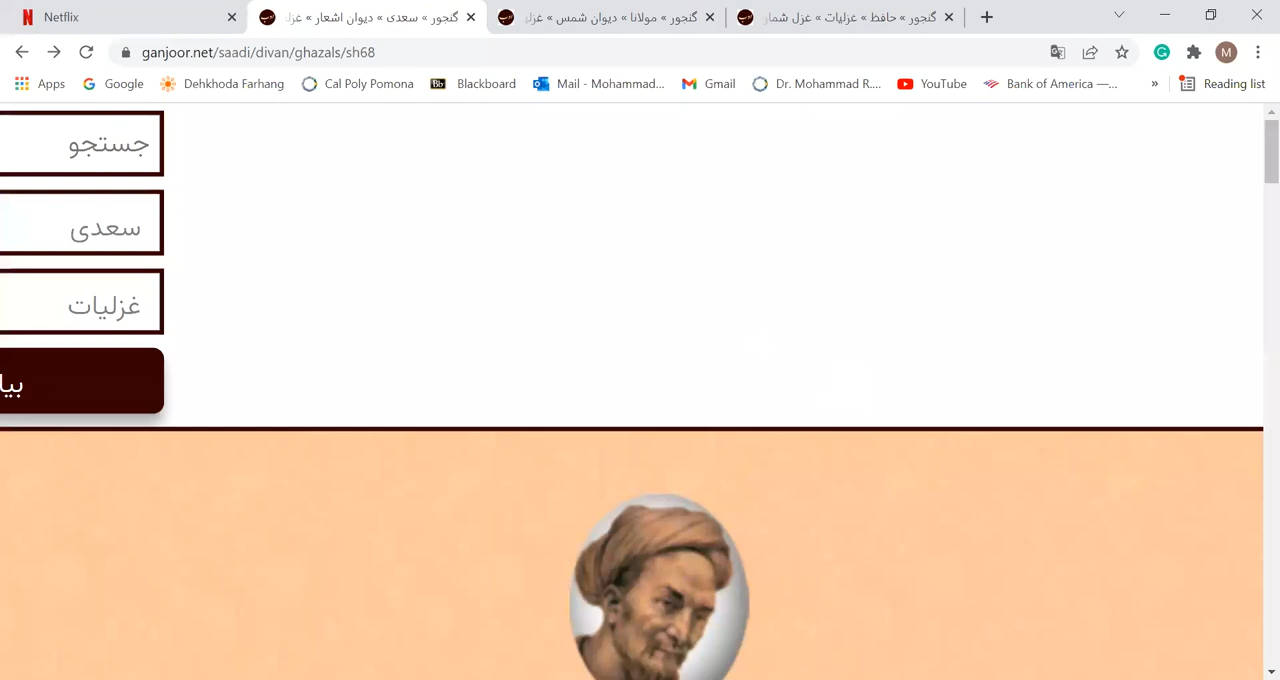 Netflix
گنجور » سعدی » دیوان اشعار » غزل
گنجور » مولانا » دیوان شمس » غزل
گنجور » حافظ » غزلیات » غزل شمار
ganjoor.net/saadi/divan/ghazals/sh68
M
Apps Google Dehkhoda Farhang Cal Poly Pomona Bb Blackboard Mail - Mohammad... Gmail Dr. Mohammad R.... YouTube Bank of America —... » Reading list
جستجو
سعدی
غزلیات
بیا